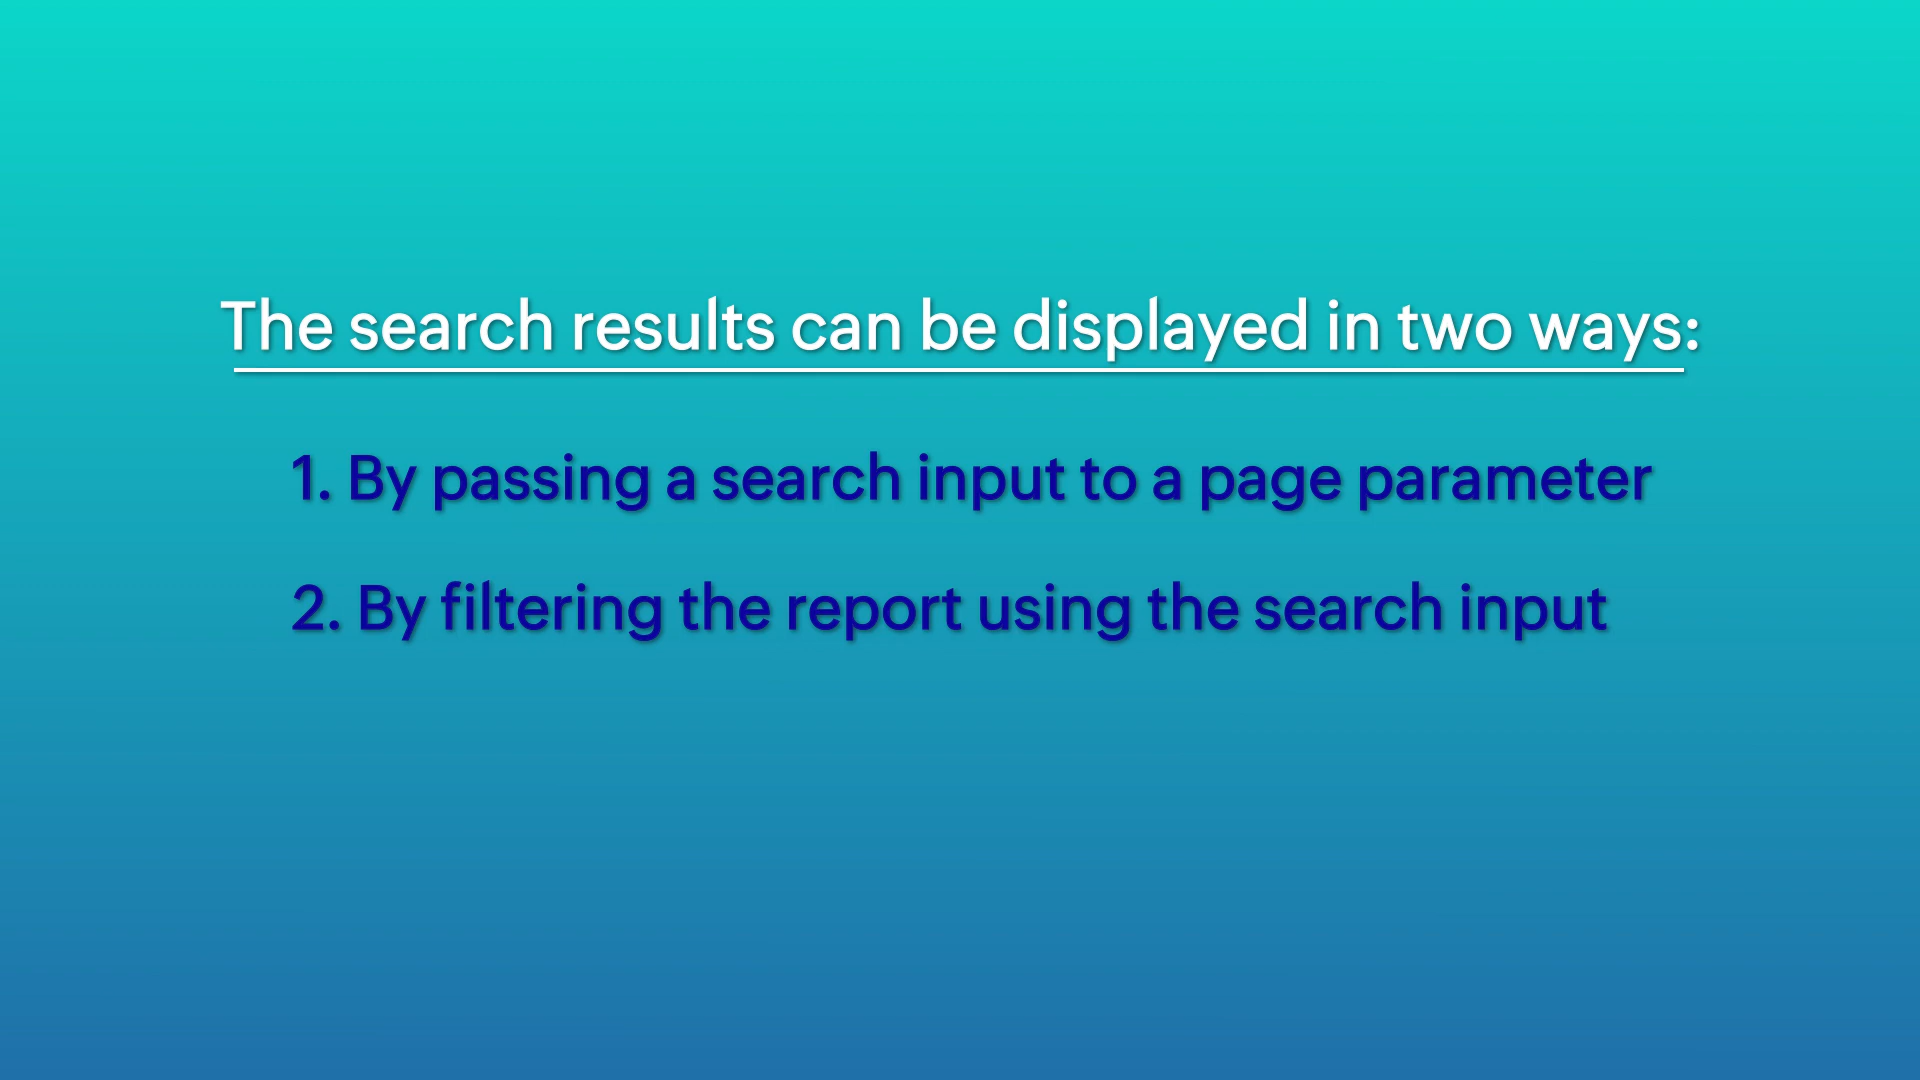 The search results can be displayed in two ways:
1. By passing a search input to a page parameter
2. By filtering the report using the search input